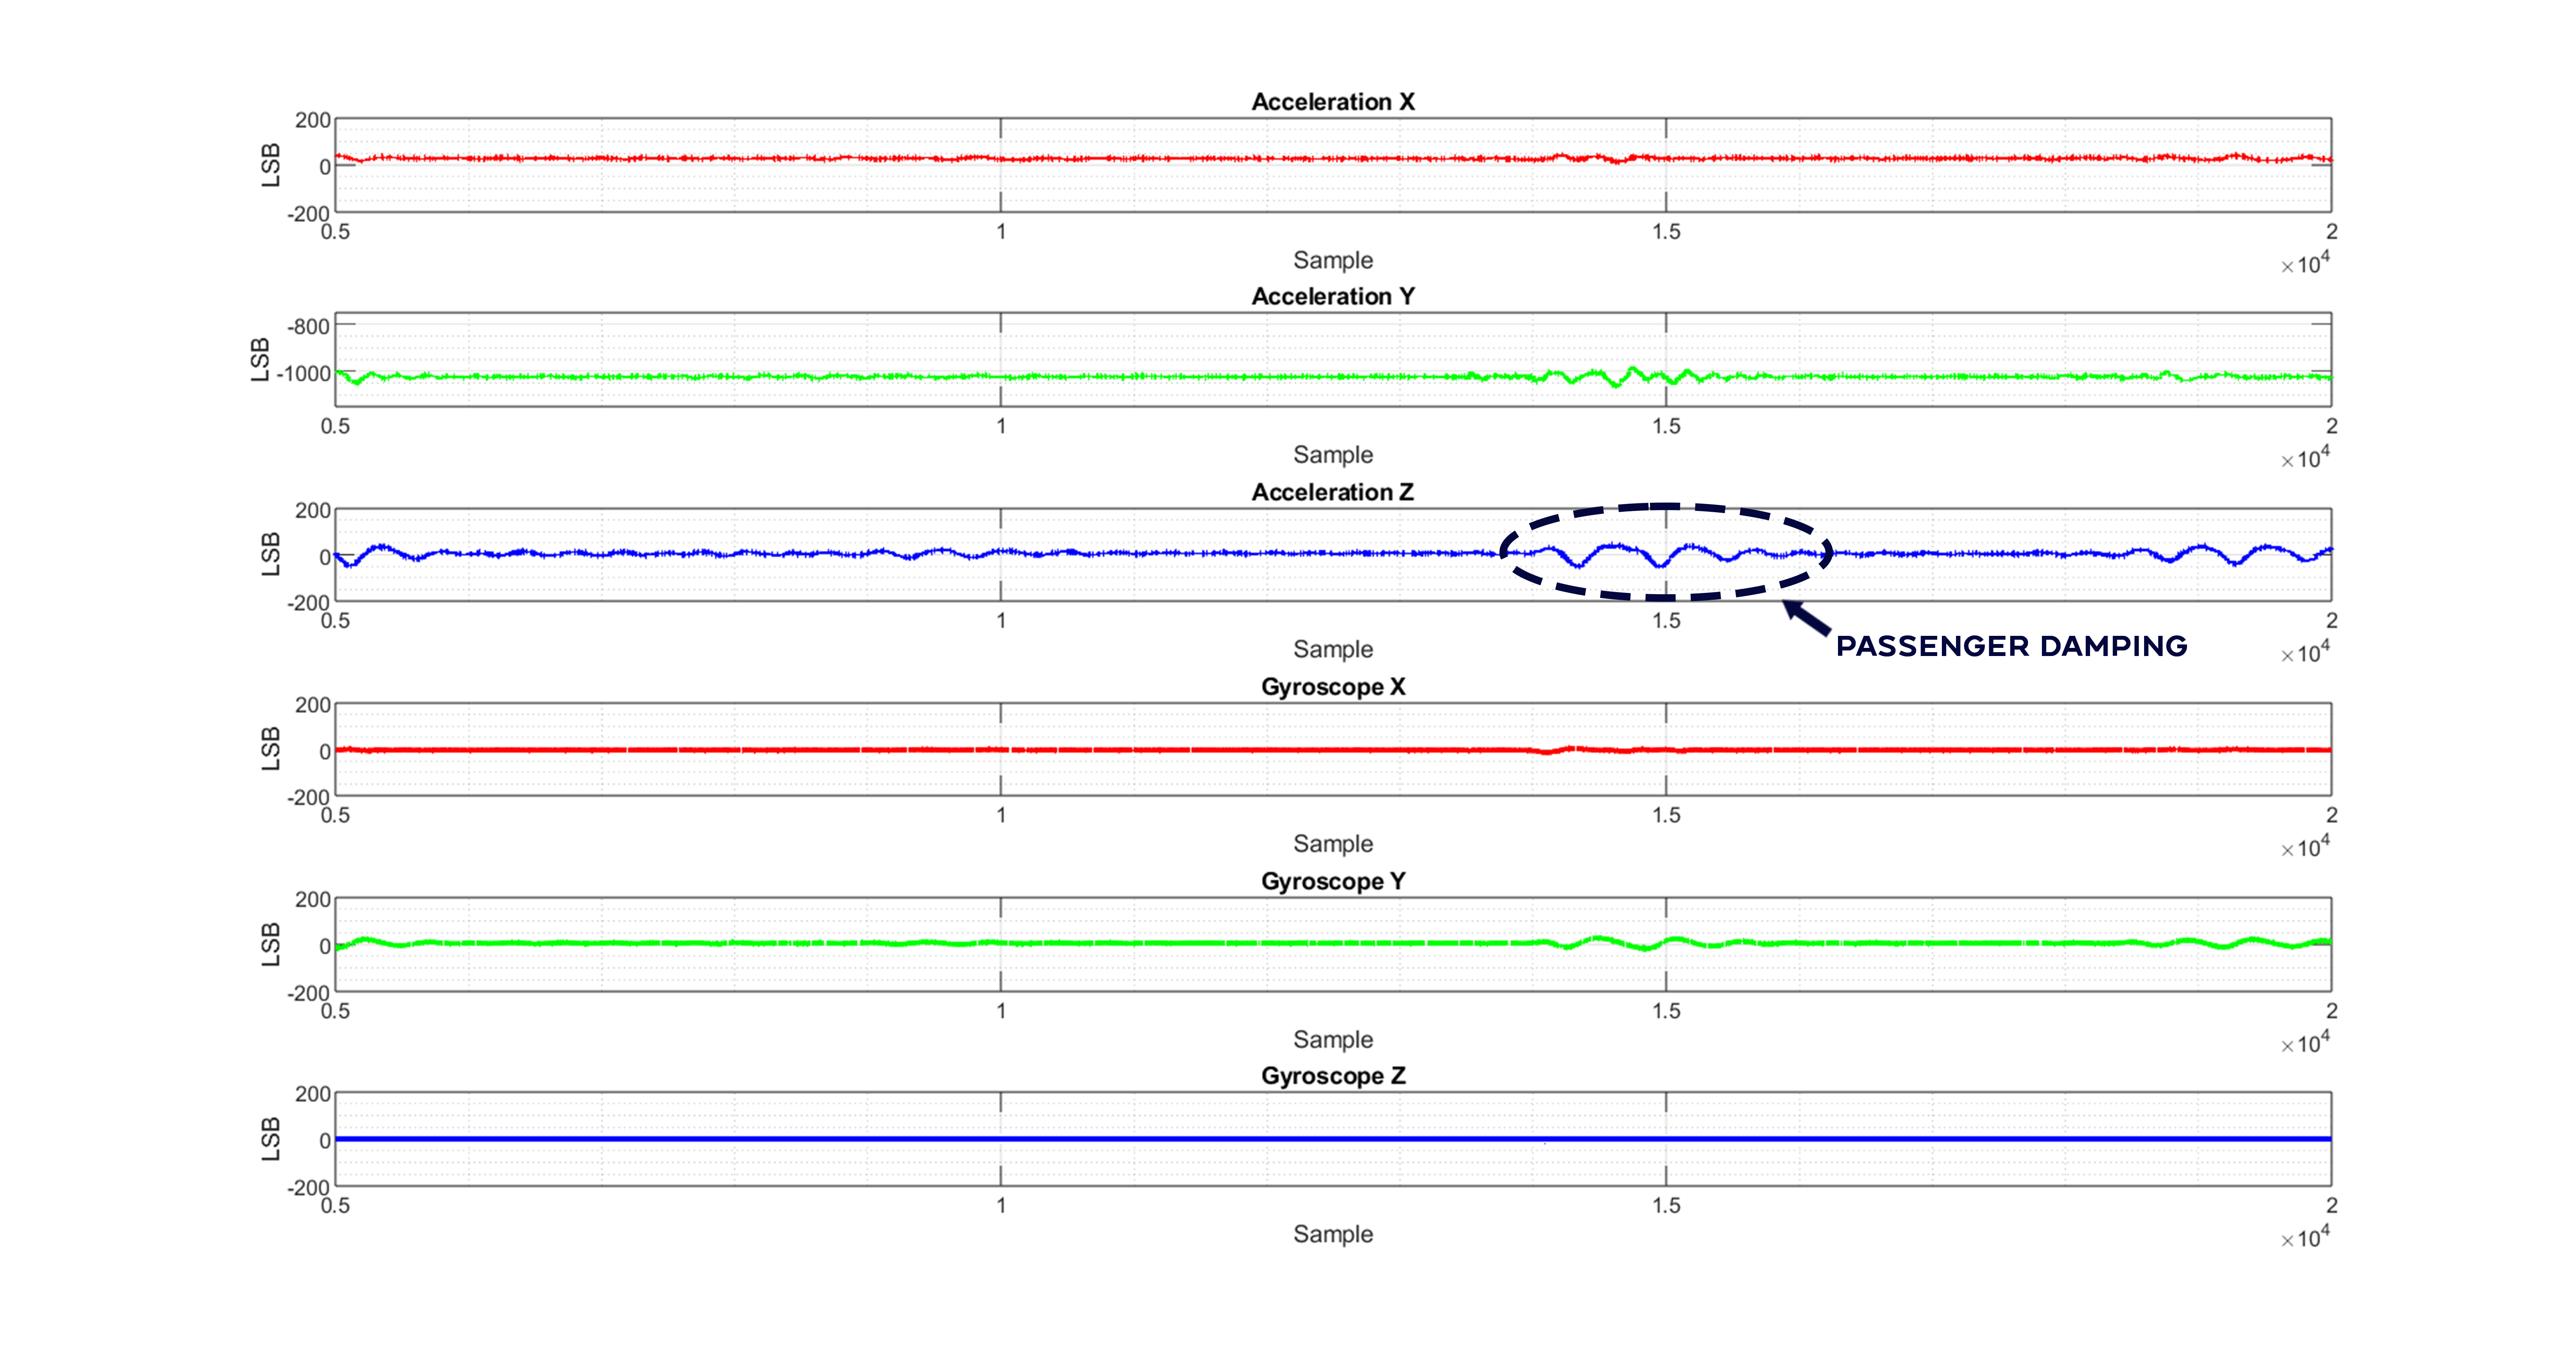 Acceleration X
200
0
-200
LSB
0.5 1 1.5 2
Sample
×10⁴
Acceleration Y
-800
-1000
LSB
0.5 1 1.5 2
Sample
×10⁴
Acceleration Z
200
0
-200
LSB
0.5 1 1.5 2
PASSENGER DAMPING
Sample
×10⁴
Gyroscope X
200
0
-200
LSB
0.5 1 1.5 2
Sample
×10⁴
Gyroscope Y
200
0
-200
LSB
0.5 1 1.5 2
Sample
×10⁴
Gyroscope Z
200
0
-200
LSB
0.5 1 1.5 2
Sample
×10⁴